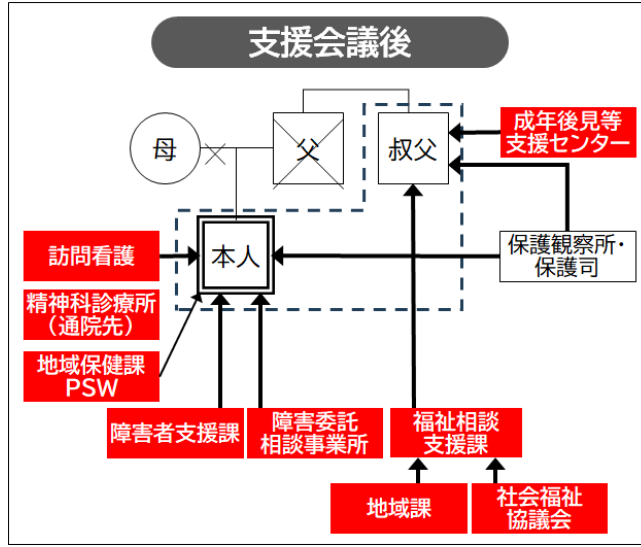 支援会議後
母
父
叔父
成年後見等
支援センター
訪問看護
本人
保護観察所・
保護司
精神科診療所
（通院先）
地域保健課
PSW
障害者支援課
障害委託
相談事業所
福祉相談
支援課
地域課
社会福祉
協議会